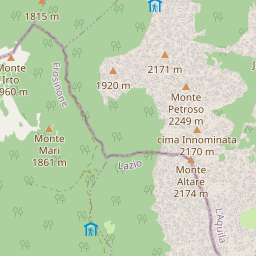 1815 m
Monte
Irto
960 m
Frosinone
2171 m
1920 m
Monte
Petroso
2249 m
cima Innominata
2170 m
Monte
Mari
1861 m
Lazio
Monte
Altare
2174 m
L'Aquila